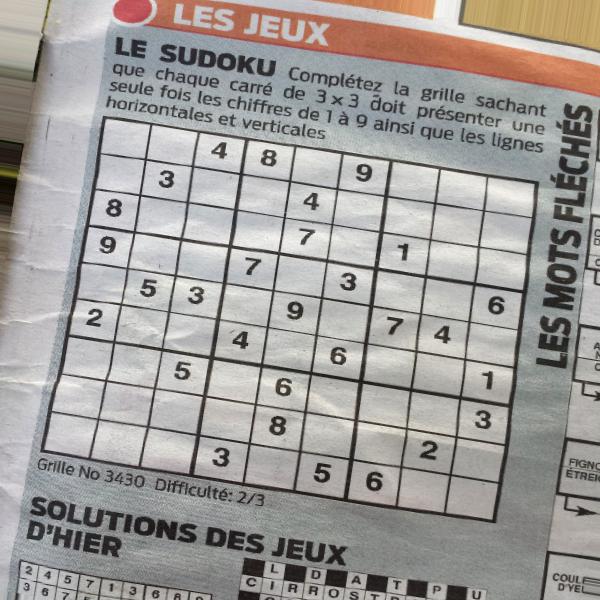 LES JEUX
LE SUDOKU Complétez la grille sachant
que chaque carré de 3 x 3 doit présenter une
seule fois les chiffres de 1 à 9 ainsi que les lignes
horizontales et verticales
4 8 9
3 4
8 7 1
9 7 3 6
5 3 9 7 4
2 4 6 1
5 6 3
8 2
3 5 6
Grille No 3430 Difficulté: 2/3
SOLUTIONS DES JEUX
D'HIER
2 4 5 7 1 3 6 8 9
3 6 7
L D A T P U
C I R R O S
LES MOTS FLÉCHÉS
FIGNO
ÉTREI
COULE
D'YE